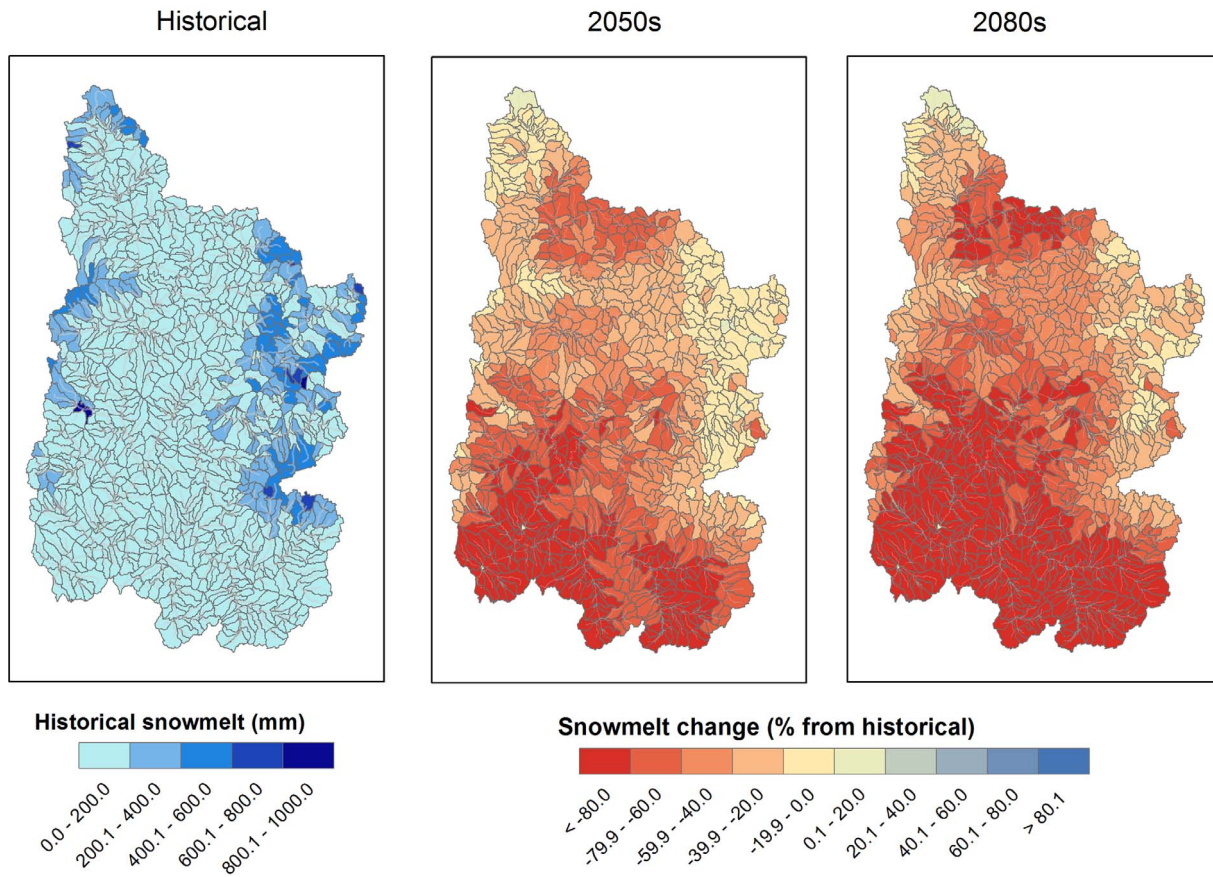 Historical
2050s
2080s
Historical snowmelt (mm)
0.0 - 200.0
200.1 - 400.0
400.1 - 600.0
600.1 - 800.0
800.1 - 1000.0
Snowmelt change (% from historical)
< -80.0
-79.9 - -60.0
-59.9 - -40.0
-39.9 - -20.0
-19.9 - 0.0
0.1 - 20.0
20.1 - 40.0
40.1 - 60.0
60.1 - 80.0
> 80.1